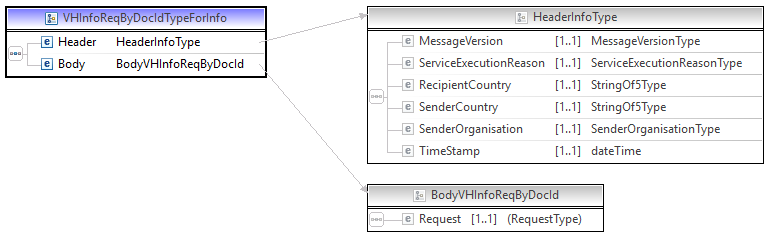 VHInfoReqByDocIdTypeForInfo
Header HeaderInfoType
Body BodyVHInfoReqByDocId
HeaderInfoType
MessageVersion [1..1] MessageVersionType
ServiceExecutionReason [1..1] ServiceExecutionReasonType
RecipientCountry [1..1] StringOf5Type
SenderCountry [1..1] StringOf5Type
SenderOrganisation [1..1] SenderOrganisationType
TimeStamp [1..1] dateTime
BodyVHInfoReqByDocId
Request [1..1] (RequestType)